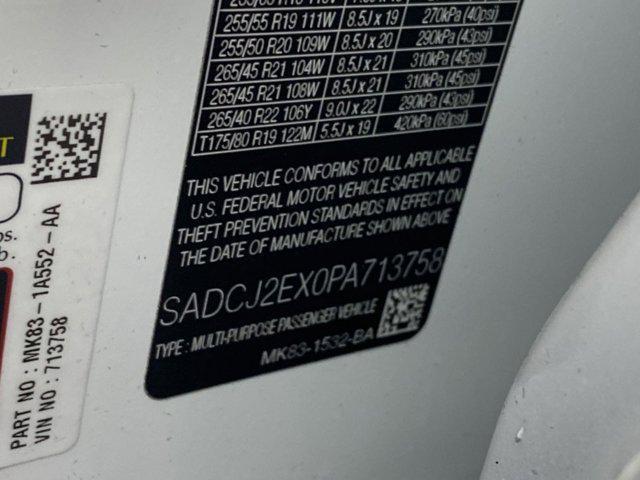 255/55 R19 111W 8.5J x 19 270kPa (40psi)
255/50 R20 109W 8.5J x 20 290kPa (43psi)
265/45 R21 104W 8.5J x 21 310kPa (45psi)
265/45 R21 108W 8.5J x 21 310kPa (45psi)
265/40 R22 106Y 9.0J x 22 290kPa (43psi)
T175/80 R19 122M 5.5J x 19 420kPa (60psi)
THIS VEHICLE CONFORMS TO ALL APPLICABLE
U.S. FEDERAL MOTOR VEHICLE SAFETY AND
THEFT PREVENTION STANDARDS IN EFFECT ON
THE DATE OF MANUFACTURE SHOWN ABOVE
SADCJ2EX0PA713758
TYPE : MULTI-PURPOSE PASSENGER VEHICLE
MK83-1532-BA
PART NO : MK83-1A552-AA
VIN NO : 713758